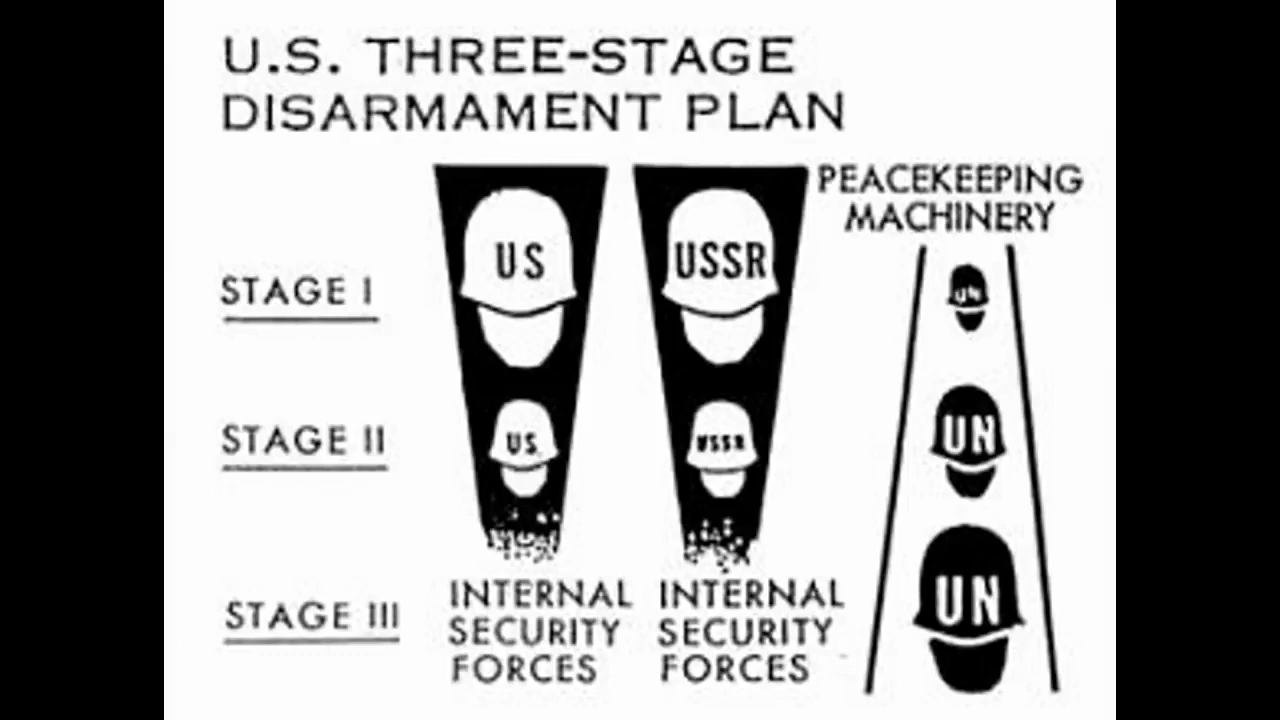 U.S. THREE-STAGE
DISARMAMENT PLAN
PEACEKEEPING
MACHINERY
STAGE I
US
USSR
UN
STAGE II
US.
USSR
UN
STAGE III
UN
INTERNAL
SECURITY
FORCES
INTERNAL
SECURITY
FORCES